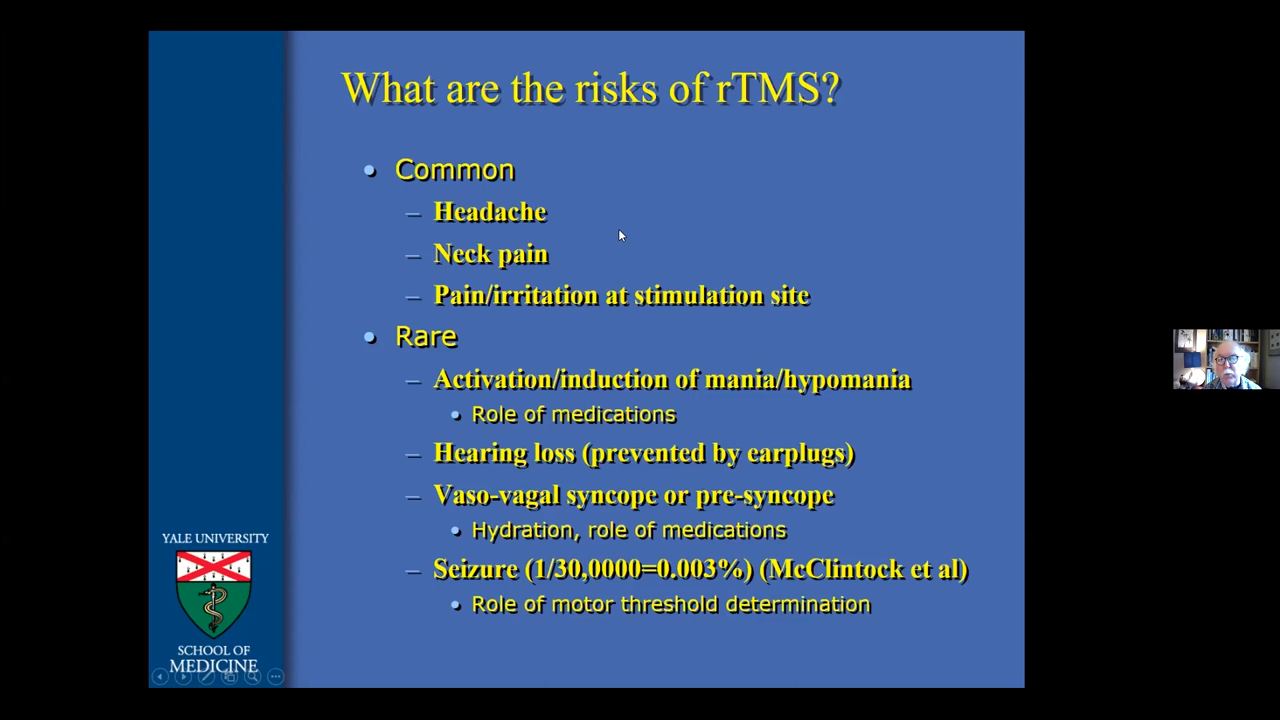 What are the risks of rTMS?
• Common
– Headache
– Neck pain
– Pain/irritation at stimulation site
• Rare
– Activation/induction of mania/hypomania
• Role of medications
– Hearing loss (prevented by earplugs)
– Vaso-vagal syncope or pre-syncope
• Hydration, role of medications
– Seizure (1/30,0000=0.003%) (McClintock et al)
• Role of motor threshold determination
YALE UNIVERSITY
SCHOOL OF
MEDICINE